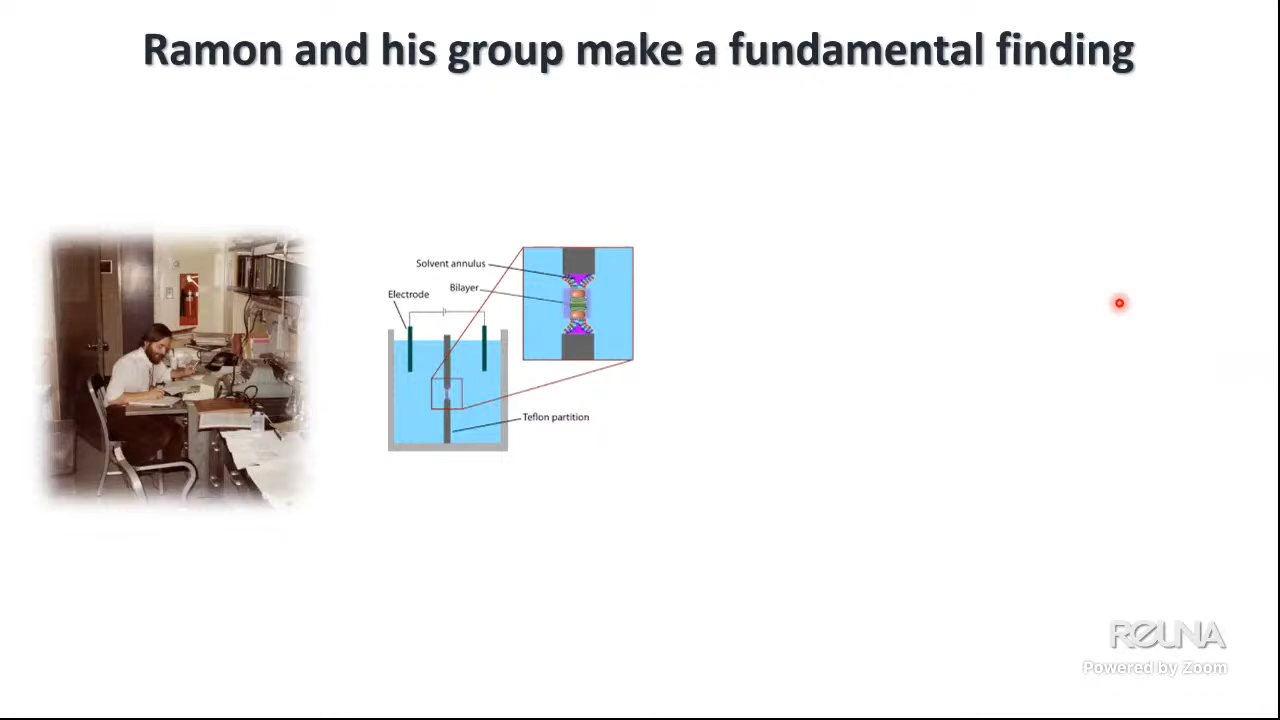 Ramon and his group make a fundamental finding
Solvent annulus
Bilayer
Electrode
Teflon partition
REUNA
Powered by Zoom